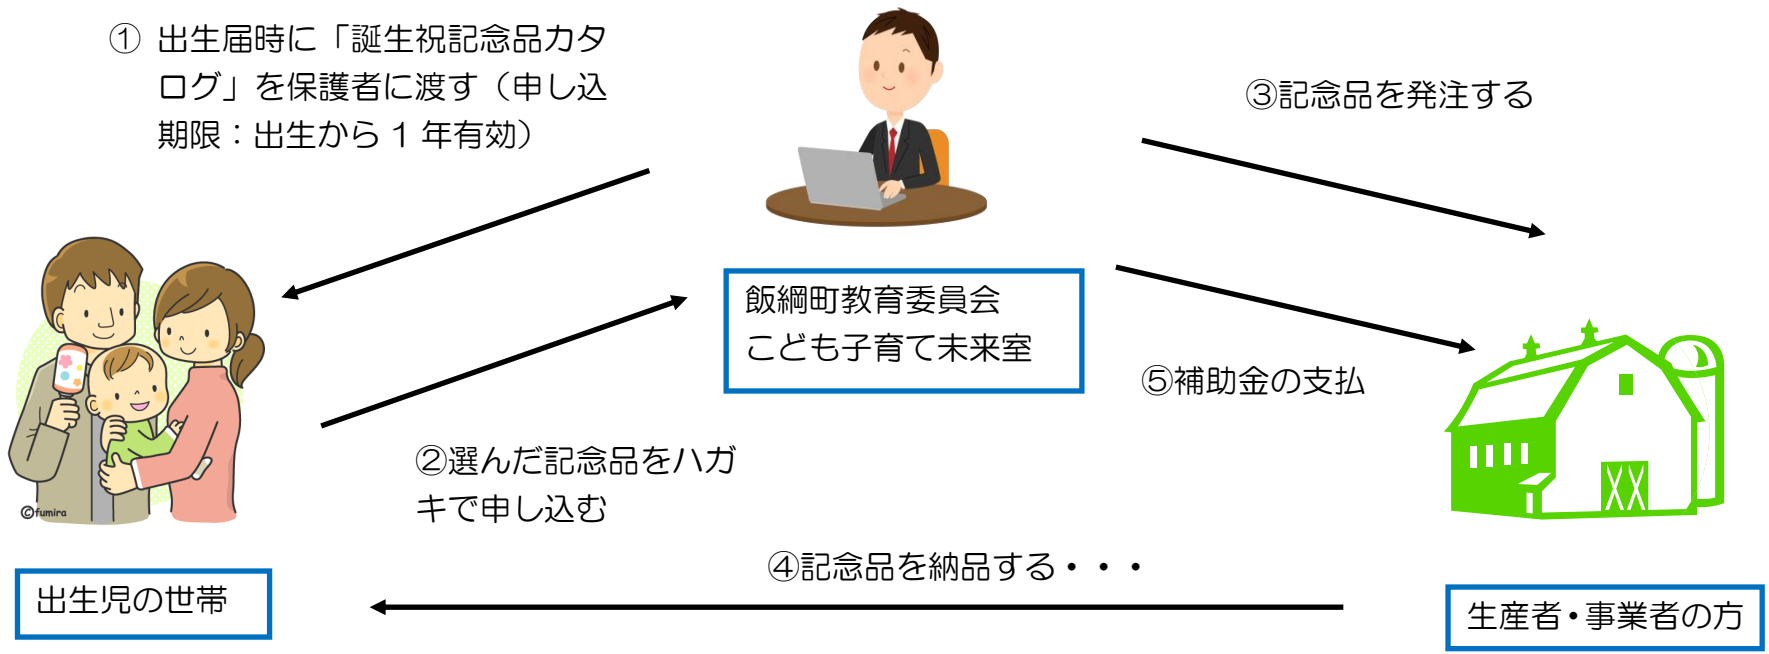 ① 出生届時に「誕生祝記念品カタ
ログ」を保護者に渡す（申し込
期限：出生から 1 年有効）
③記念品を発注する
飯綱町教育委員会
こども子育て未来室
⑤補助金の支払
②選んだ記念品をハガ
キで申し込む
©fumira
④記念品を納品する・・・
出生児の世帯
生産者・事業者の方